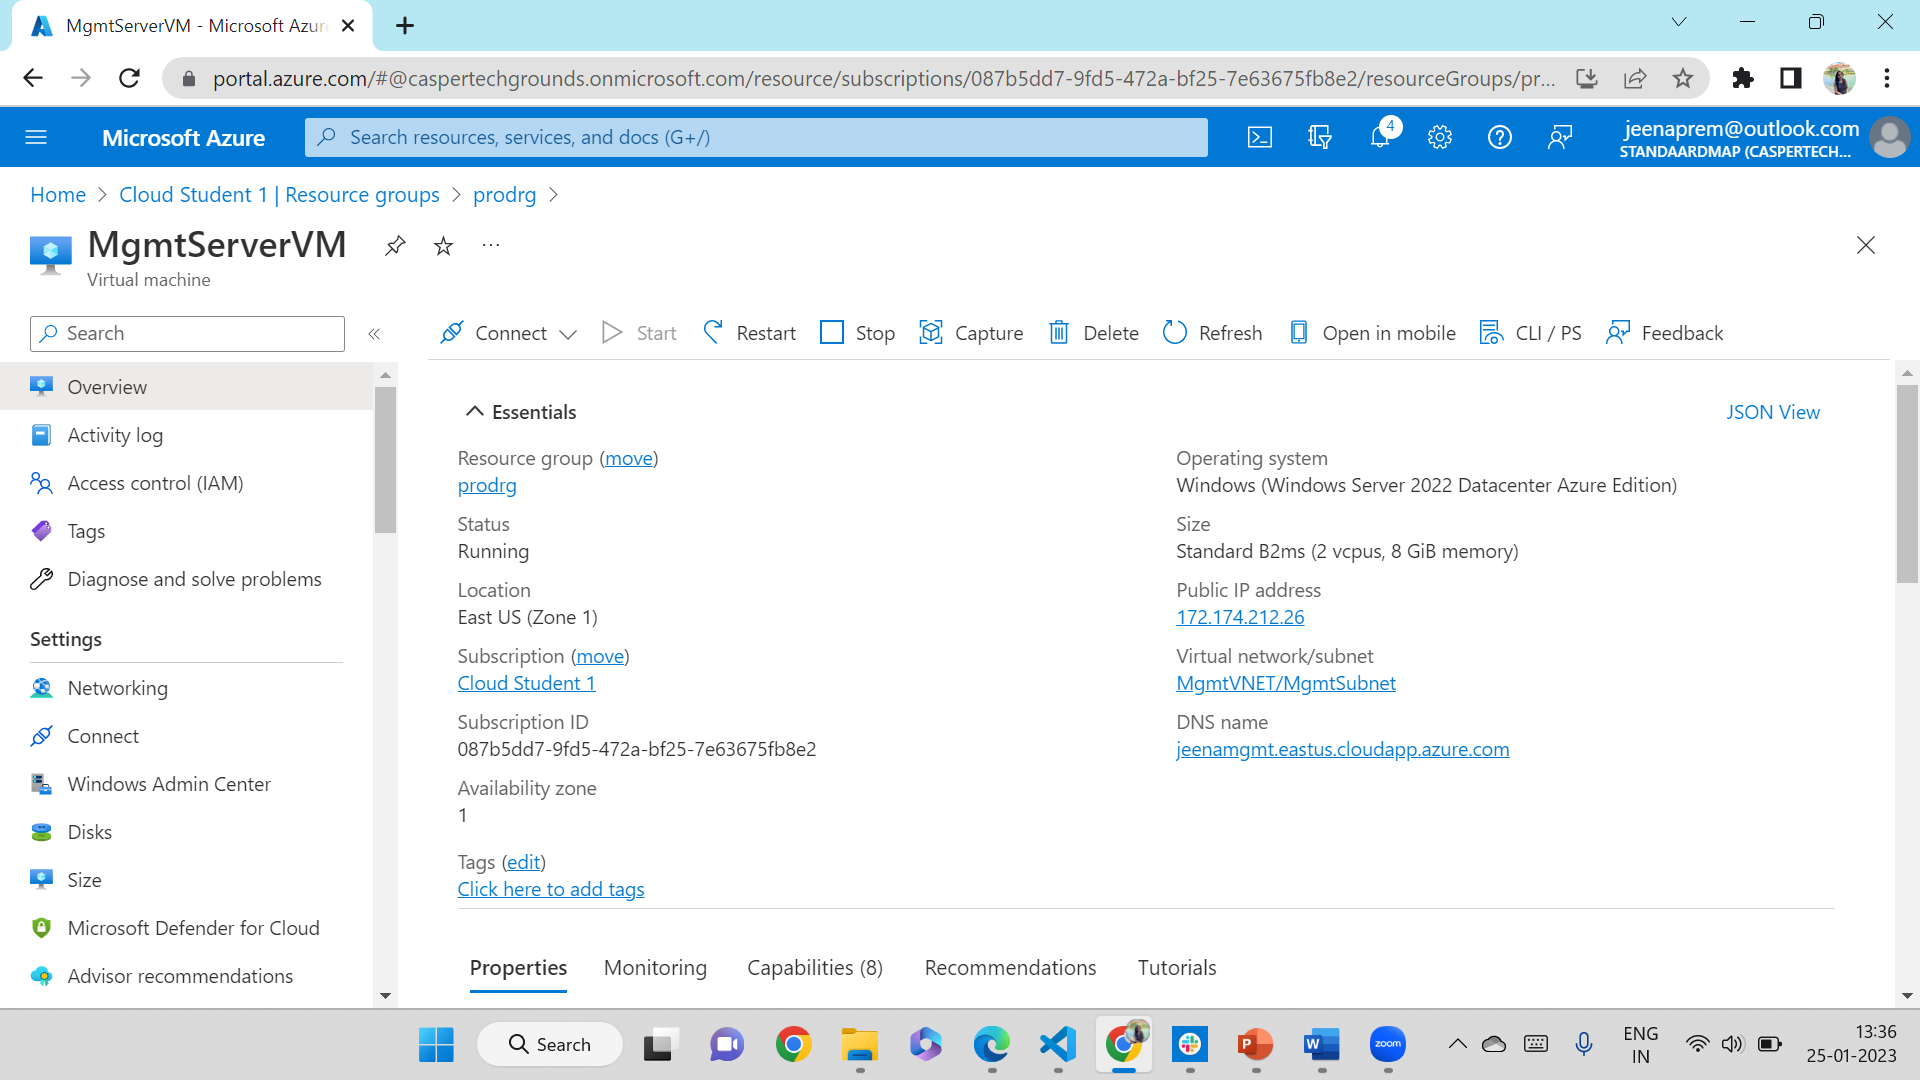 MgmtServerVM - Microsoft Azur
portal.azure.com/#@caspertechgrounds.onmicrosoft.com/resource/subscriptions/087b5dd7-9fd5-472a-bf25-7e63675fb8e2/resourceGroups/pr...
Microsoft Azure
Search resources, services, and docs (G+/)
4
jeenaprem@outlook.com
STANDAARDMAP (CASPERTECH...
Home > Cloud Student 1 | Resource groups > prodrg >
MgmtServerVM
...
Virtual machine
Search
«
Connect
Start
Restart
Stop
Capture
Delete
Refresh
Open in mobile
CLI / PS
Feedback
Overview
Activity log
Access control (IAM)
Tags
Diagnose and solve problems
Settings
Networking
Connect
Windows Admin Center
Disks
Size
Microsoft Defender for Cloud
Advisor recommendations
Essentials
JSON View
Resource group (move)
prodrg
Status
Running
Location
East US (Zone 1)
Subscription (move)
Cloud Student 1
Subscription ID
087b5dd7-9fd5-472a-bf25-7e63675fb8e2
Availability zone
1
Tags (edit)
Click here to add tags
Operating system
Windows (Windows Server 2022 Datacenter Azure Edition)
Size
Standard B2ms (2 vcpus, 8 GiB memory)
Public IP address
172.174.212.26
Virtual network/subnet
MgmtVNET/MgmtSubnet
DNS name
jeenamgmt.eastus.cloudapp.azure.com
Properties
Monitoring
Capabilities (8)
Recommendations
Tutorials
Search
P
W
zoom
ENG
IN
13:36
25-01-2023